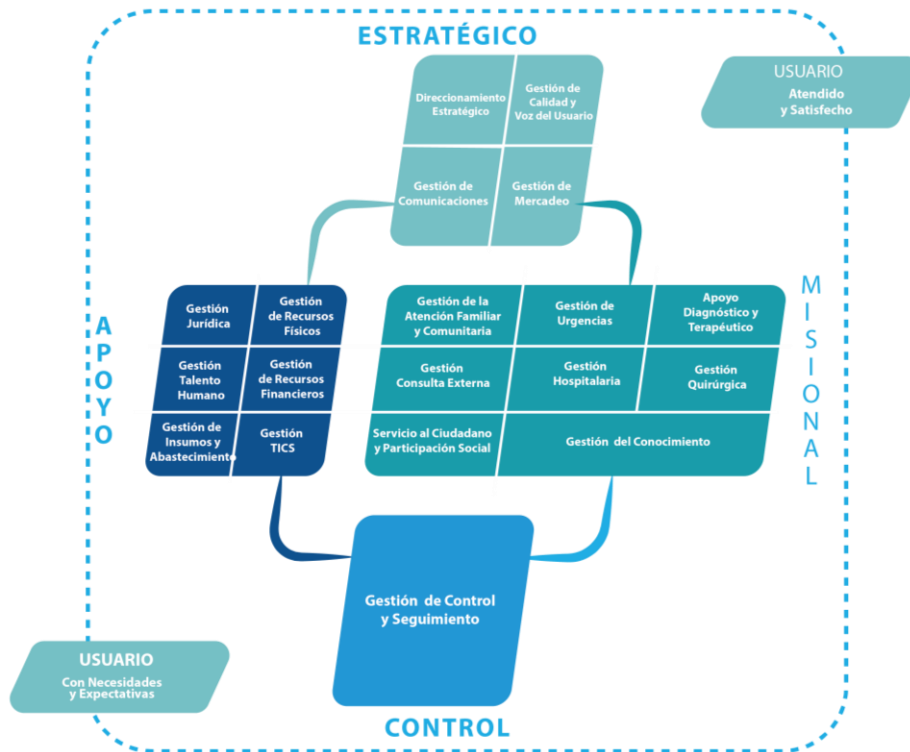 ESTRATÉGICO
USUARIO
Atendido
y Satisfecho
Direccionamiento
Estratégico
Gestión de
Calidad y
Voz del Usuario
Gestión de
Comunicaciones
Gestión de
Mercadeo
APOYO
Gestión
Jurídica
Gestión
de Recursos
Físicos
Gestión
Talento
Humano
Gestión
de Recursos
Financieros
Gestión de
Insumos y
Abastecimiento
Gestión
TICS
Gestión de la
Atención Familiar
y Comunitaria
Gestión de
Urgencias
Apoyo
Diagnóstico y
Terapéutico
Gestión
Consulta Externa
Gestión
Hospitalaria
Gestión
Quirúrgica
Servicio al Ciudadano
y Participación Social
Gestión del Conocimiento
MISIONAL
Gestión de Control
y Seguimiento
USUARIO
Con Necesidades
y Expectativas
CONTROL